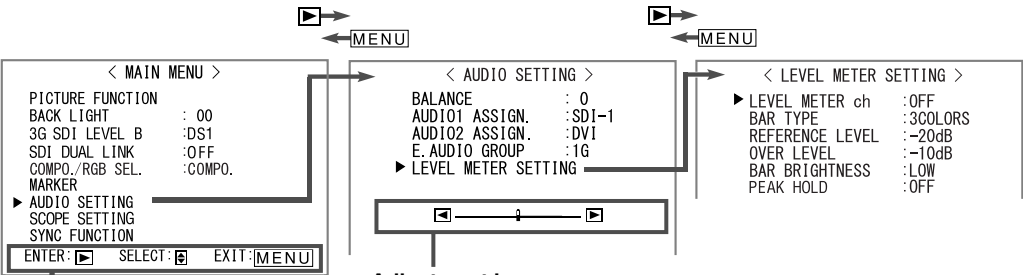 MENU
MENU
< MAIN MENU >
PICTURE FUNCTION
BACK LIGHT : 00
3G SDI LEVEL B :DS1
SDI DUAL LINK :OFF
COMPO./RGB SEL. :COMPO.
MARKER
AUDIO SETTING
SCOPE SETTING
SYNC FUNCTION
ENTER: SELECT: EXIT:MENU
< AUDIO SETTING >
BALANCE : 0
AUDIO1 ASSIGN. :SDI-1
AUDIO2 ASSIGN. :DVI
E.AUDIO GROUP :1G
LEVEL METER SETTING
< LEVEL METER SETTING >
LEVEL METER ch :OFF
BAR TYPE :3COLORS
REFERENCE LEVEL :-20dB
OVER LEVEL :-10dB
BAR BRIGHTNESS :LOW
PEAK HOLD :OFF